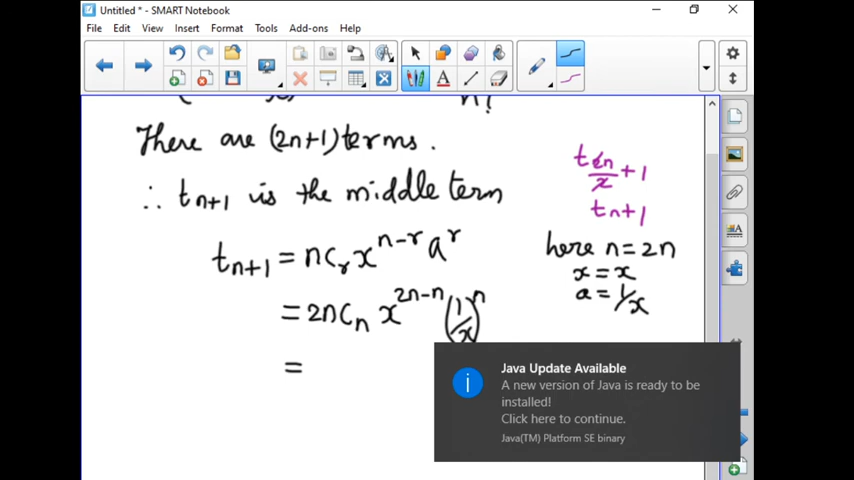 Untitled * - SMART Notebook
File Edit View Insert Format Tools Add-ons Help
n!
There are (2n+1) terms.
∴ tn+1 is the middle term
tn+1 = nCr x^n-r a^r
= 2nCn x^2n-n (1/x)^n
=
t2n/2+1
tn+1
here n=2n
x=x
a=1/x
Java Update Available
A new version of Java is ready to be
installed!
Click here to continue.
Java(TM) Platform SE binary